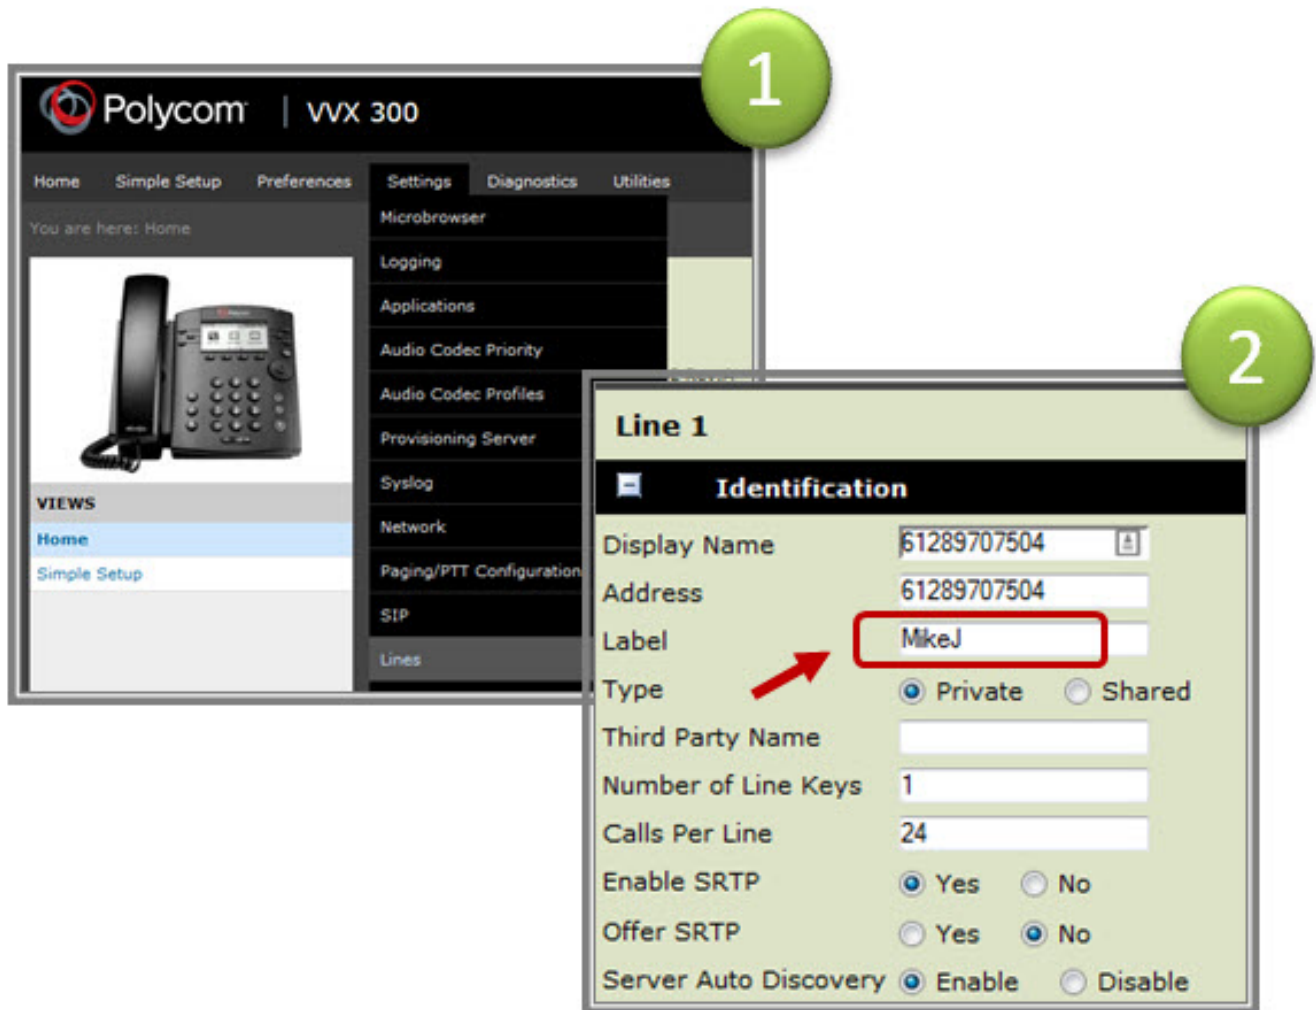 1
Polycom | VVX 300
Home Simple Setup Preferences Settings Diagnostics Utilities
You are here: Home
Microbrowser
Logging
Applications
Audio Codec Priority
Audio Codec Profiles
Provisioning Server
Syslog
Network
Paging/PTT Configuration
SIP
Lines
VIEWS
Home
Simple Setup
2
Line 1
Identification
Display Name 61289707504
Address 61289707504
Label MikeJ
Type Private Shared
Third Party Name
Number of Line Keys 1
Calls Per Line 24
Enable SRTP Yes No
Offer SRTP Yes No
Server Auto Discovery Enable Disable